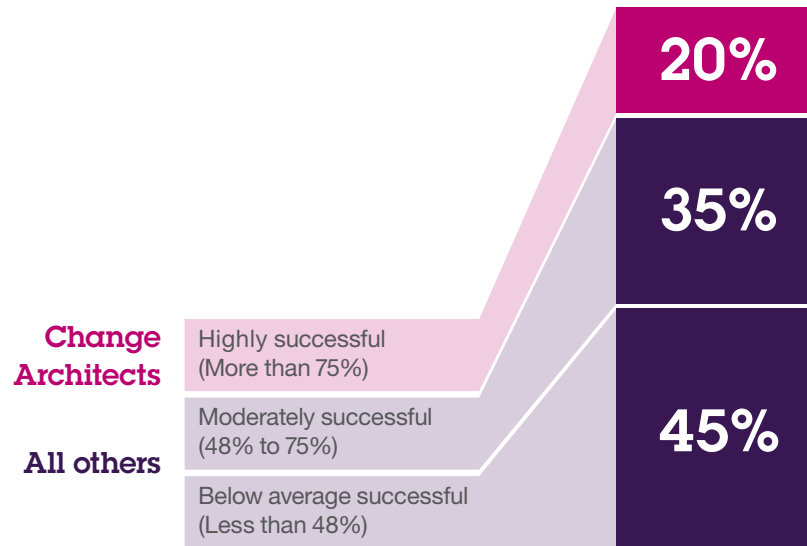 20%
35%
Change
Architects
Highly successful
(More than 75%)
Moderately successful
(48% to 75%)
All others
Below average successful
(Less than 48%)
45%